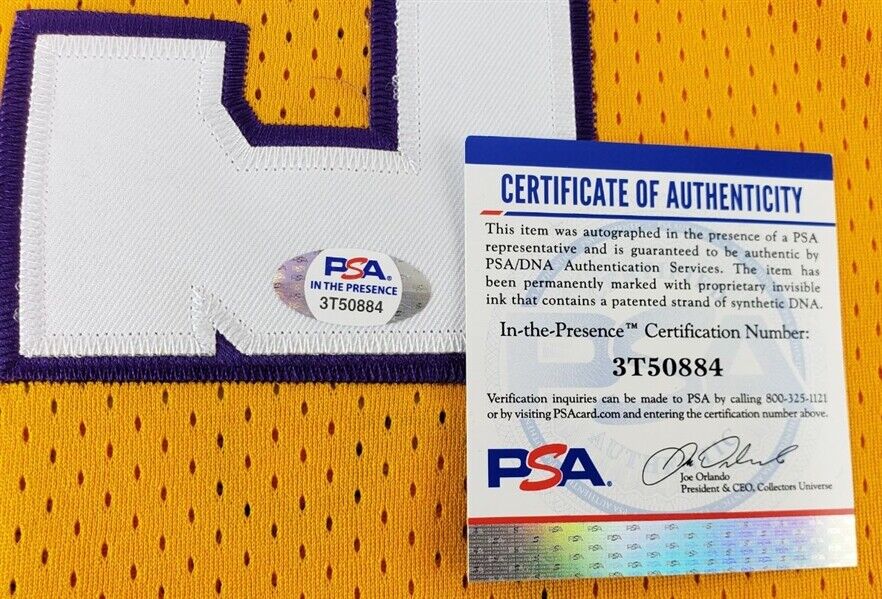 PSA
IN THE PRESENCE
3T50884
CERTIFICATE OF AUTHENTICITY
This item was autographed in the presence of a PSA
representative and is guaranteed to be authentic by
PSA/DNA Authentication Services. The item has
been permanently marked with proprietary invisible
ink that contains a patented strand of synthetic DNA.
In-the-Presence™ Certification Number:
3T50884
Verification inquiries can be made to PSA by calling 800-325-1121
or by visiting PSAcard.com and entering the certification number above.
PSA
Joe Orlando
President & CEO, Collectors Universe